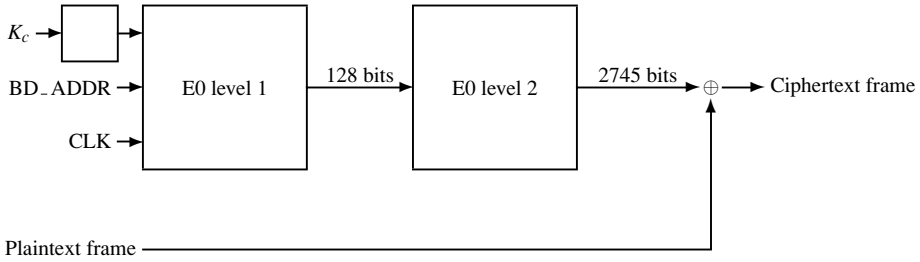 K_c
E0 level 1
128 bits
E0 level 2
2745 bits
⊕
Ciphertext frame
BD_ADDR
CLK
Plaintext frame